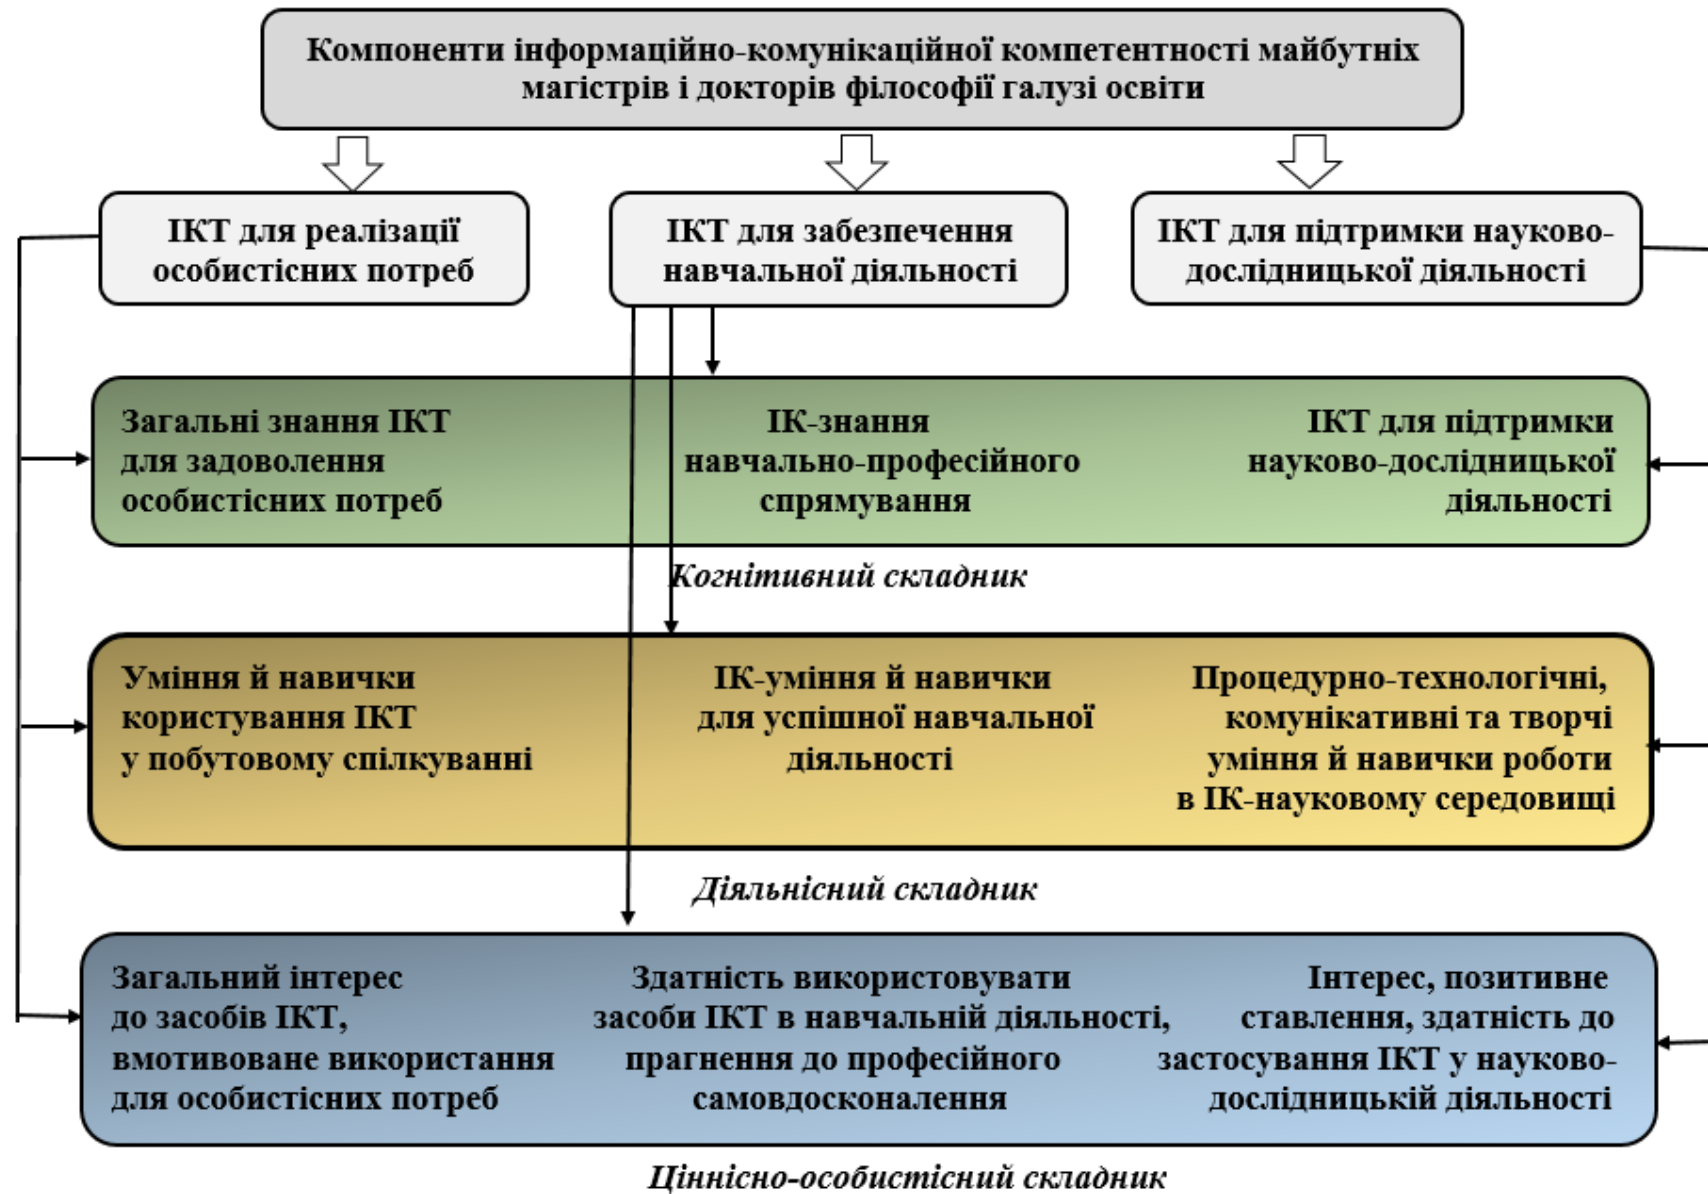 Компоненти інформаційно-комунікаційної компетентності майбутніх
магістрів і докторів філософії галузі освіти
ІКТ для реалізації
особистісних потреб
ІКТ для забезпечення
навчальної діяльності
ІКТ для підтримки науково-
дослідницької діяльності
Загальні знання ІКТ
для задоволення
особистісних потреб
ІК-знання
навчально-професійного
спрямування
ІКТ для підтримки
науково-дослідницької
діяльності
Когнітивний складник
Уміння й навички
користування ІКТ
у побутовому спілкуванні
ІК-уміння й навички
для успішної навчальної
діяльності
Процедурно-технологічні,
комунікативні та творчі
уміння й навички роботи
в ІК-науковому середовищі
Діяльнісний складник
Загальний інтерес
до засобів ІКТ,
вмотивоване використання
для особистісних потреб
Здатність використовувати
засоби ІКТ в навчальній діяльності,
прагнення до професійного
самовдосконалення
Інтерес, позитивне
ставлення, здатність до
застосування ІКТ у науково-
дослідницькій діяльності
Ціннісно-особистісний складник